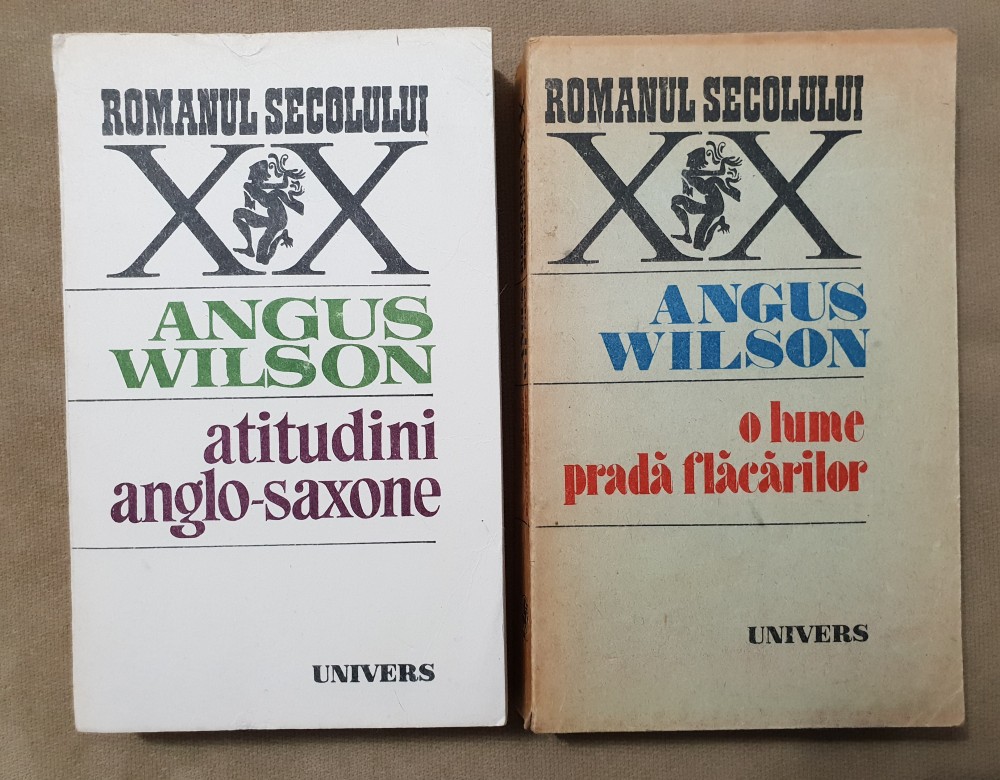 ROMANUL SECOLULUI
XX
ANGUS
WILSON
atitudini
anglo-saxone
UNIVERS
ROMANUL SECOLULUI
XX
ANGUS
WILSON
o lume
pradă flăcărilor
UNIVERS